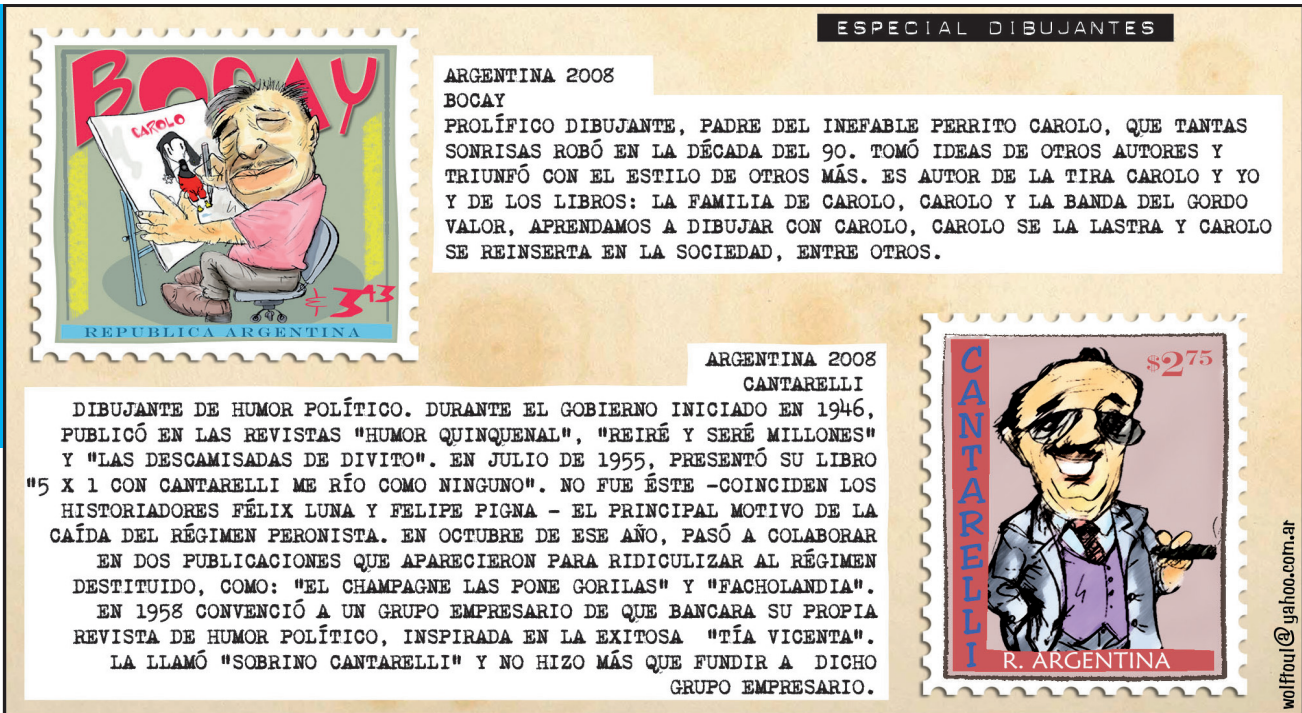 ESPECIAL DIBUJANTES
BOCAY
CAROLO
$ 3 43
REPUBLICA ARGENTINA
ARGENTINA 2008
BOCAY
PROLÍFICO DIBUJANTE, PADRE DEL INEFABLE PERRITO CAROLO, QUE TANTAS
SONRISAS ROBÓ EN LA DÉCADA DEL 90. TOMÓ IDEAS DE OTROS AUTORES Y
TRIUNFÓ CON EL ESTILO DE OTROS MÁS. ES AUTOR DE LA TIRA CAROLO Y YO
Y DE LOS LIBROS: LA FAMILIA DE CAROLO, CAROLO Y LA BANDA DEL GORDO
VALOR, APRENDAMOS A DIBUJAR CON CAROLO, CAROLO SE LA LASTRA Y CAROLO
SE REINSERTA EN LA SOCIEDAD, ENTRE OTROS.
ARGENTINA 2008
CANTARELLI
DIBUJANTE DE HUMOR POLÍTICO. DURANTE EL GOBIERNO INICIADO EN 1946,
PUBLICÓ EN LAS REVISTAS "HUMOR QUINQUENAL", "REIRÉ Y SERÉ MILLONES"
Y "LAS DESCAMISADAS DE DIVITO". EN JULIO DE 1955, PRESENTÓ SU LIBRO
"5 X 1 CON CANTARELLI ME RÍO COMO NINGUNO". NO FUE ÉSTE -COINCIDEN LOS
HISTORIADORES FÉLIX LUNA Y FELIPE PIGNA - EL PRINCIPAL MOTIVO DE LA
CAÍDA DEL RÉGIMEN PERONISTA. EN OCTUBRE DE ESE AÑO, PASÓ A COLABORAR
EN DOS PUBLICACIONES QUE APARECIERON PARA RIDICULIZAR AL RÉGIMEN
DESTITUIDO, COMO: "EL CHAMPAGNE LAS PONE GORILAS" Y "FACHOLANDIA".
EN 1958 CONVENCIÓ A UN GRUPO EMPRESARIO DE QUE BANCARA SU PROPIA
REVISTA DE HUMOR POLÍTICO, INSPIRADA EN LA EXITOSA "TÍA VICENTA".
LA LLAMÓ "SOBRINO CANTARELLI" Y NO HIZO MÁS QUE FUNDIR A DICHO
GRUPO EMPRESARIO.
CANTARELLI
$2 75
R. ARGENTINA
wolfftoyl@yahoo.com.ar